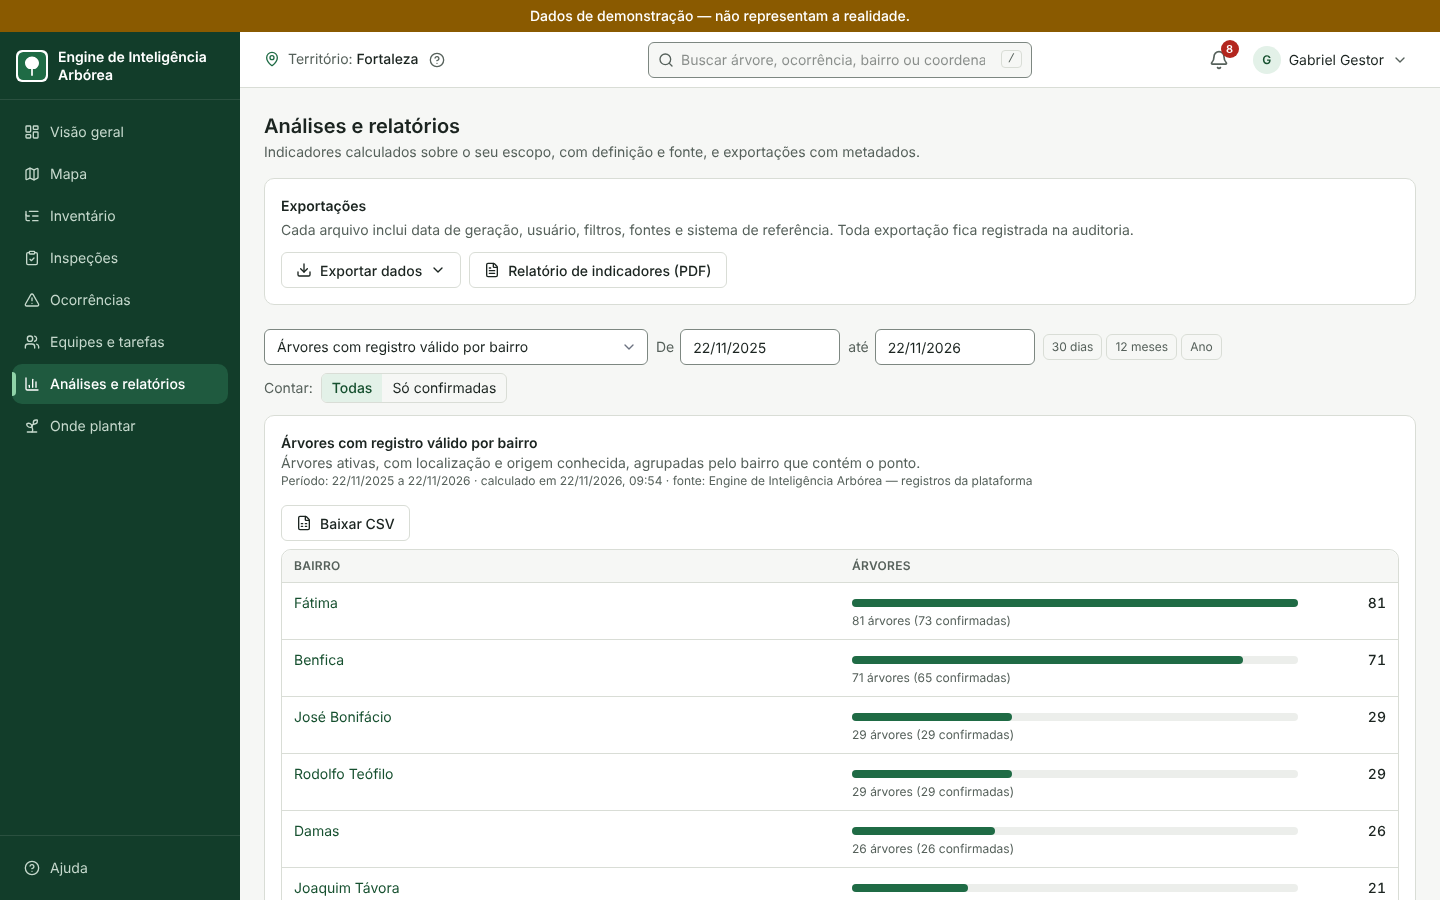 Dados de demonstração — não representam a realidade.
Engine de Inteligência
Arbórea
Território: Fortaleza
Buscar árvore, ocorrência, bairro ou coordena
/
8
G
Gabriel Gestor
Visão geral
Mapa
Inventário
Inspeções
Ocorrências
Equipes e tarefas
Análises e relatórios
Onde plantar
Ajuda
Análises e relatórios
Indicadores calculados sobre o seu escopo, com definição e fonte, e exportações com metadados.
Exportações
Cada arquivo inclui data de geração, usuário, filtros, fontes e sistema de referência. Toda exportação fica registrada na auditoria.
Exportar dados
Relatório de indicadores (PDF)
Árvores com registro válido por bairro
De
22/11/2025
até
22/11/2026
30 dias
12 meses
Ano
Contar:
Todas
Só confirmadas
Árvores com registro válido por bairro
Árvores ativas, com localização e origem conhecida, agrupadas pelo bairro que contém o ponto.
Período: 22/11/2025 a 22/11/2026 · calculado em 22/11/2026, 09:54 · fonte: Engine de Inteligência Arbórea — registros da plataforma
Baixar CSV
BAIRRO
ÁRVORES
Fátima
81
81 árvores (73 confirmadas)
Benfica
71
71 árvores (65 confirmadas)
José Bonifácio
29
29 árvores (29 confirmadas)
Rodolfo Teófilo
29
29 árvores (29 confirmadas)
Damas
26
26 árvores (26 confirmadas)
Joaquim Távora
21